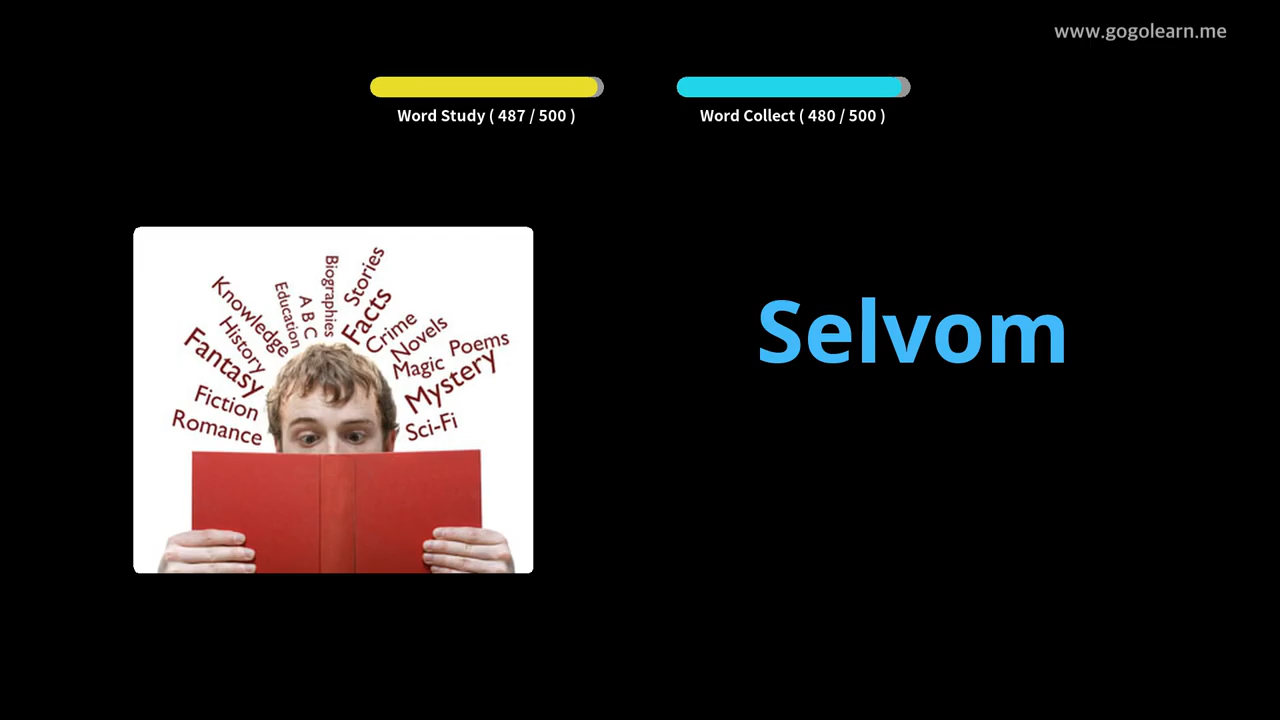 www.gogolearn.me
Word Study ( 487 / 500 )
Word Collect ( 480 / 500 )
Selvom
Biographies
Stories
Education
A B C
Facts
Knowledge
Crime
History
Novels
Poems
Fantasy
Magic
Mystery
Fiction
Romance
Sci-Fi